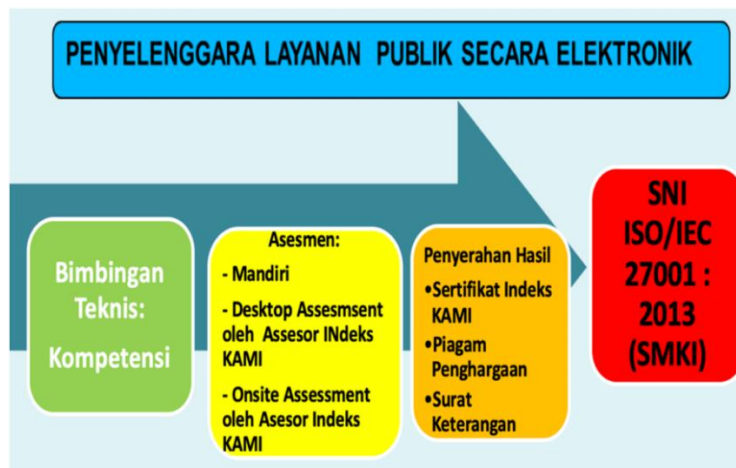 PENYELENGGARA LAYANAN PUBLIK SECARA ELEKTRONIK
Bimbingan
Teknis:
Kompetensi
Asesmen:
- Mandiri
- Desktop Assesmsent
oleh Assesor INdeks
KAMI
- Onsite Assessment
oleh Asesor Indeks
KAMI
Penyerahan Hasil
•Sertifikat Indeks
KAMI
•Piagam
Penghargaan
•Surat
Keterangan
SNI
ISO/IEC
27001 :
2013
(SMKI)